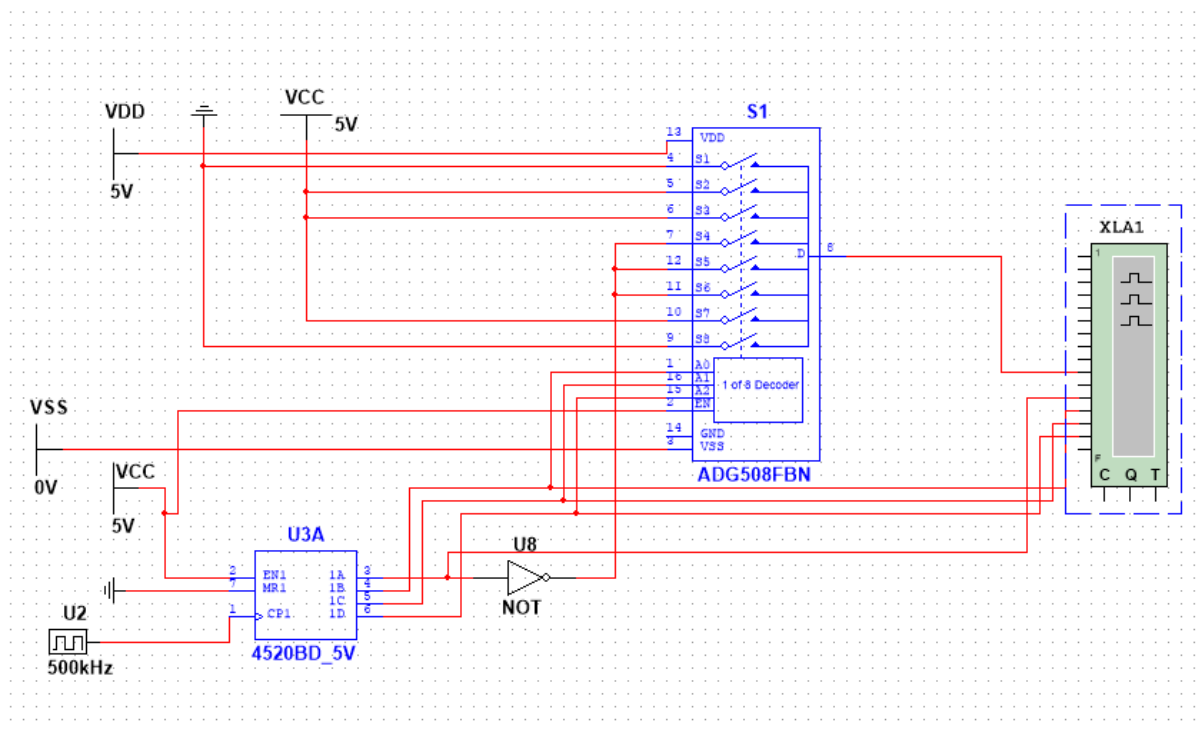 VDD
5V
VCC
5V
S1
13
VDD
4
S1
5
S2
6
S3
7
S4
12
S5
11
S6
10
S7
9
S8
D
8
1
A0
16
A1
15
A2
2
EN
1 of 8 Decoder
14
GND
3
VSS
ADG508FBN
XLA1
1
F
C Q T
VSS
0V
VCC
5V
U3A
2
EN1
7
MR1
1
CP1
1A
3
1B
4
1C
5
1D
6
4520BD_5V
U2
500kHz
U8
NOT